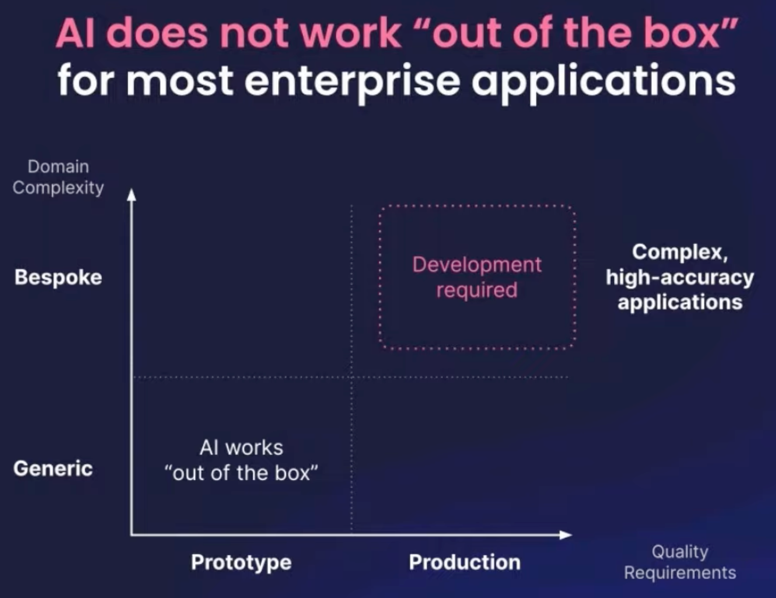 AI does not work “out of the box”
for most enterprise applications
Domain
Complexity
Bespoke
Development
required
Complex,
high-accuracy
applications
Generic
AI works
“out of the box”
Prototype
Production
Quality
Requirements